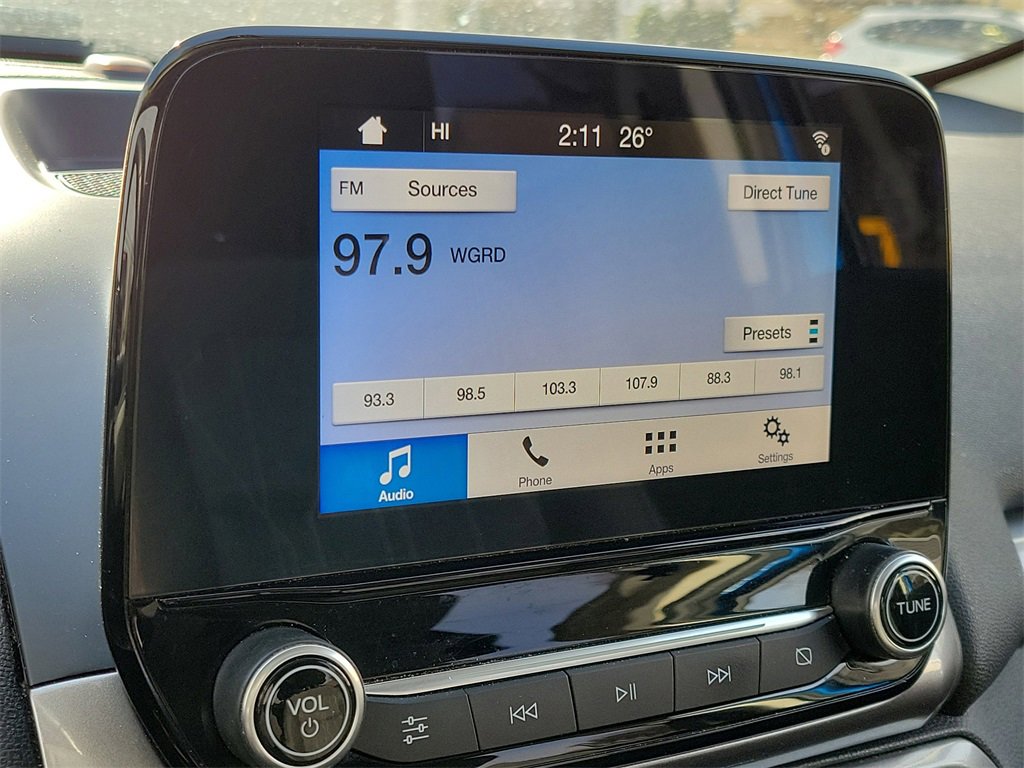 HI 2:11 26°
FM Sources Direct Tune
97.9 WGRD
Presets
93.3 98.5 103.3 107.9 88.3 98.1
Audio Phone Apps Settings
TUNE
VOL